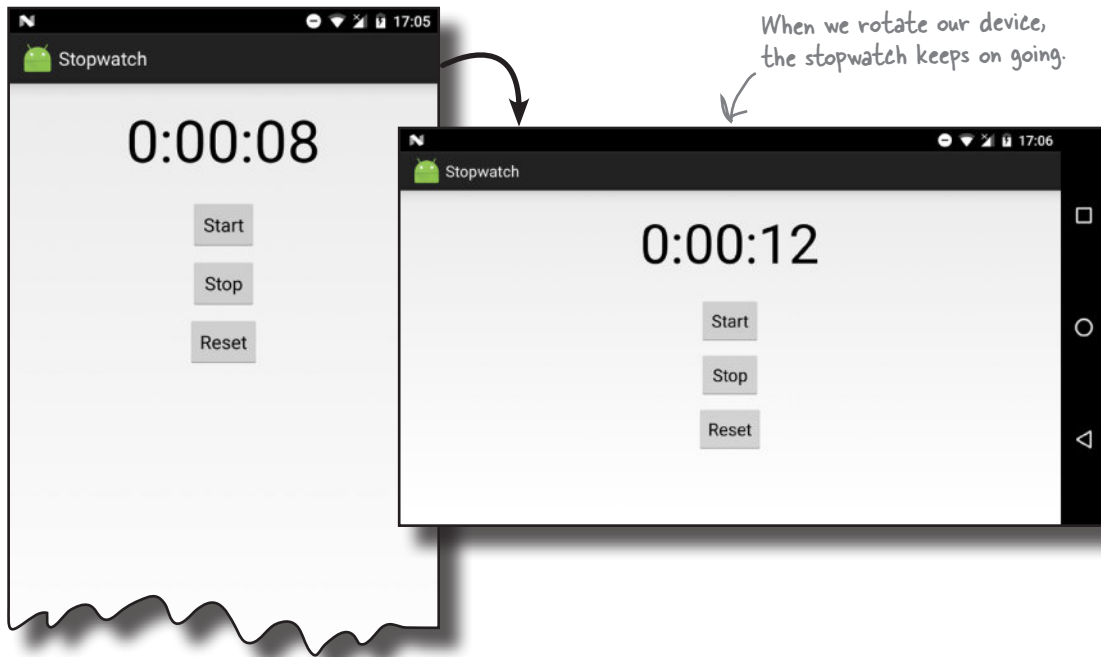 17:05
Stopwatch
0:00:08
Start
Stop
Reset
When we rotate our device,
the stopwatch keeps on going.
17:06
Stopwatch
0:00:12
Start
Stop
Reset